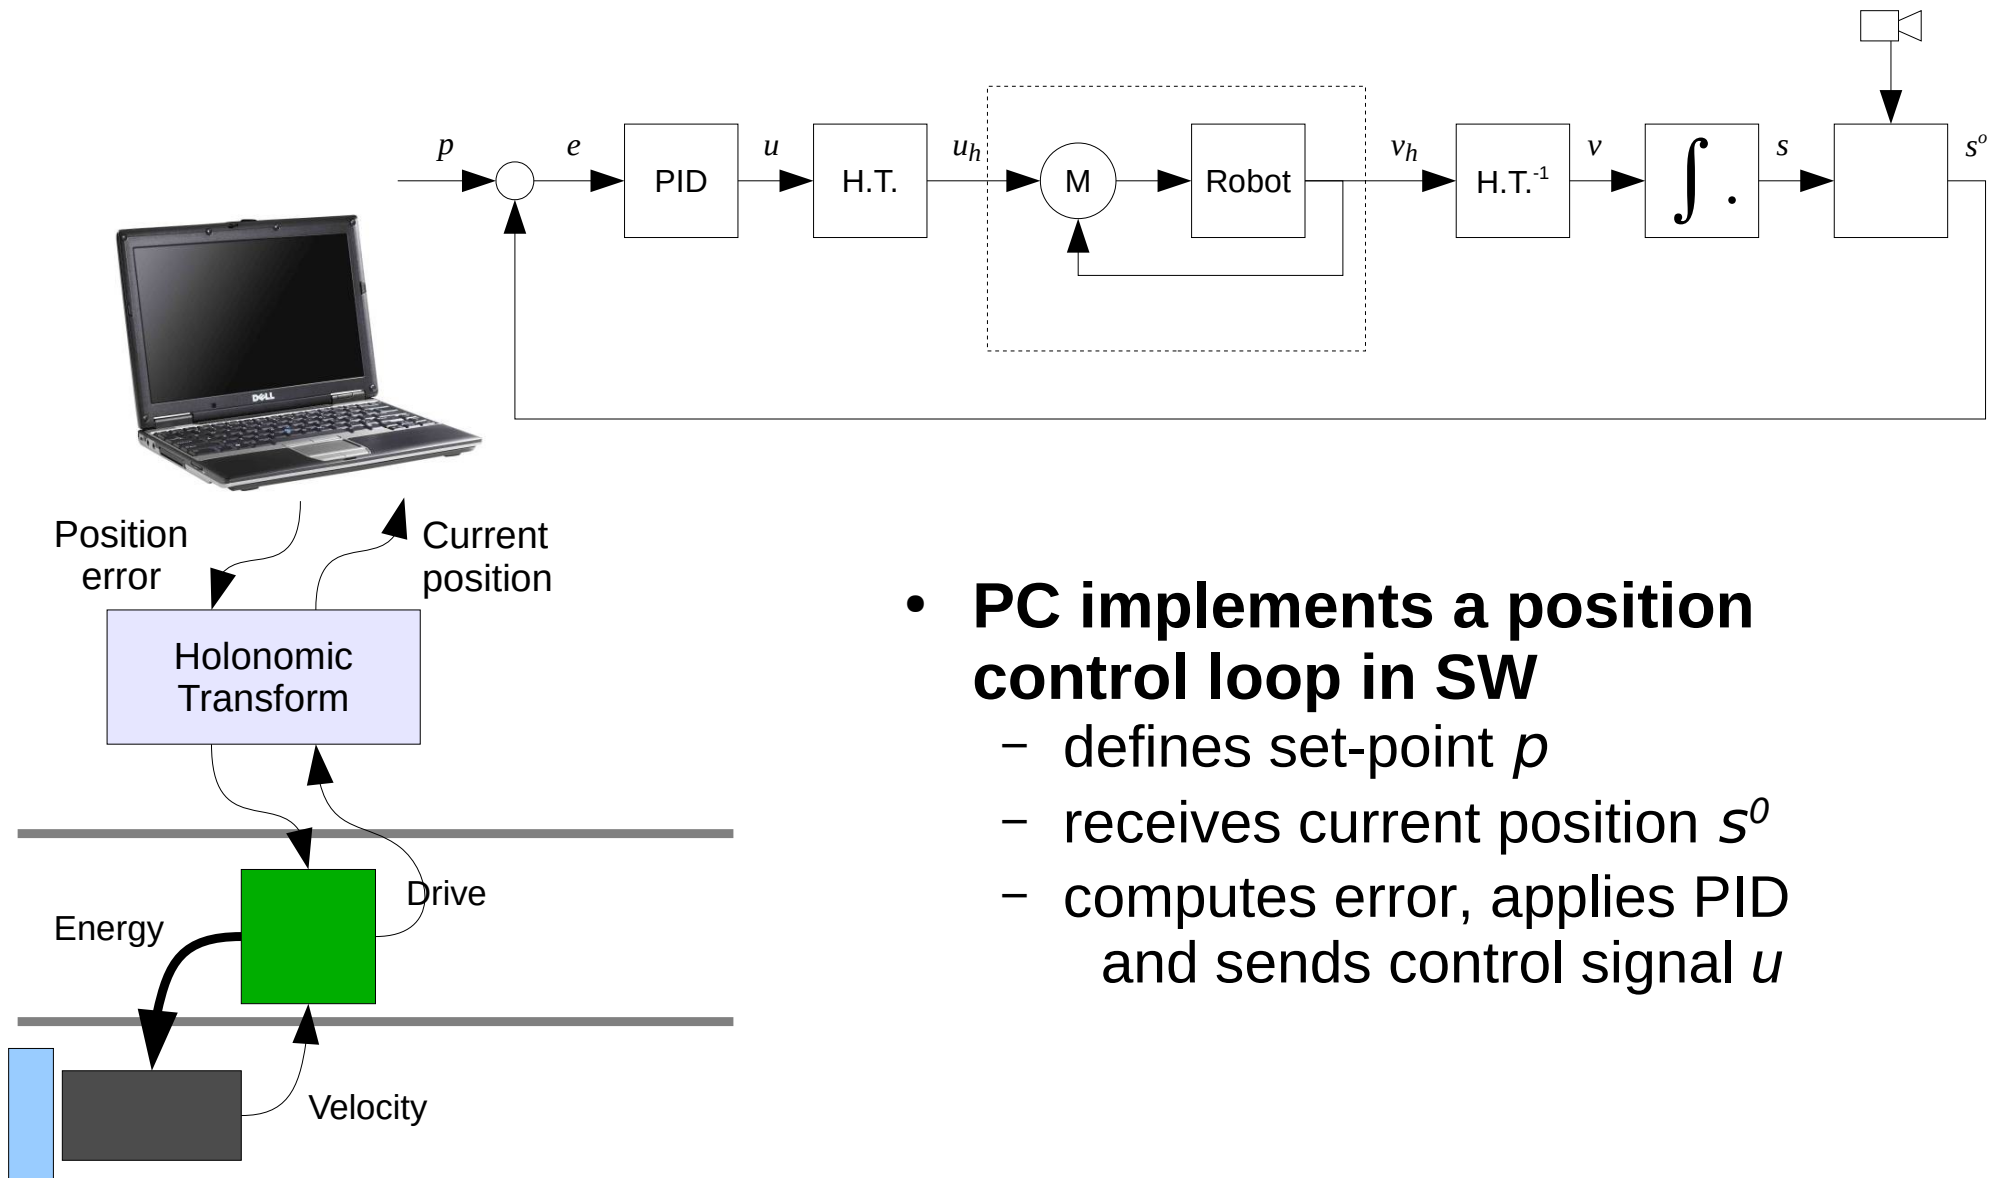 p e u u_h v_h v s s^o
PID H.T. M Robot H.T.^-1 ∫ .
DELL
Position
error
Current
position
Holonomic
Transform
Drive
Energy
Velocity
• PC implements a position
control loop in SW
– defines set-point p
– receives current position s^0
– computes error, applies PID
and sends control signal u